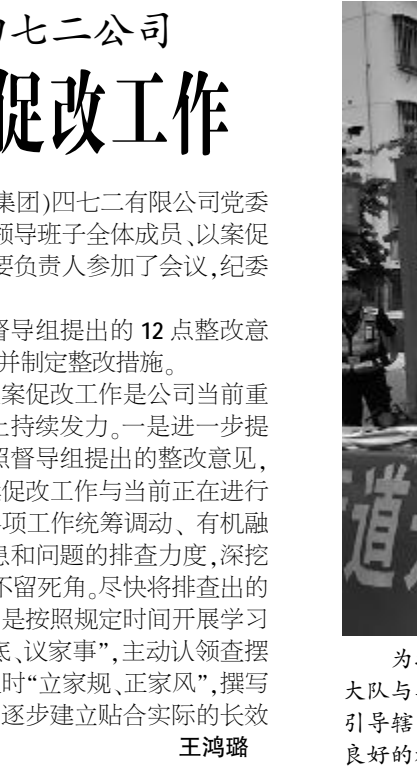 七二公司
促改工作
集团)四七二有限公司党委
领导班子全体成员、以案促
要负责人参加了会议,纪委
督导组提出的 12 点整改意
并制定整改措施。
案促改工作是公司当前重
上持续发力。一是进一步提
照督导组提出的整改意见,
促改工作与当前正在进行
项工作统筹调动、有机融
患和问题的排查力度,深挖
不留死角。尽快将排查出的
是按照规定时间开展学习
底、议家事”,主动认领查摆
时“立家规、正家风”,撰写
逐步建立贴合实际的长效
王鸿璐
道
为
大队与
引导辖
良好的